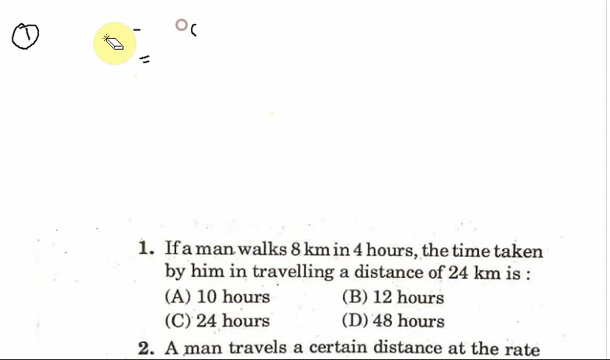 ①
=
1. If a man walks 8 km in 4 hours, the time taken
by him in travelling a distance of 24 km is :
(A) 10 hours (B) 12 hours
(C) 24 hours (D) 48 hours
2. A man travels a certain distance at the rate